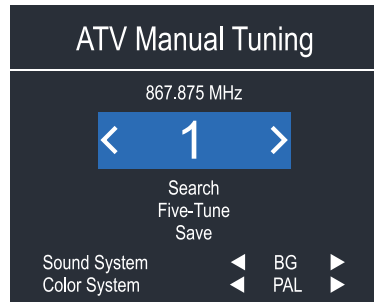 ATV Manual Tuning
867.875 MHz
1
Search
Five-Tune
Save
Sound System BG
Color System PAL